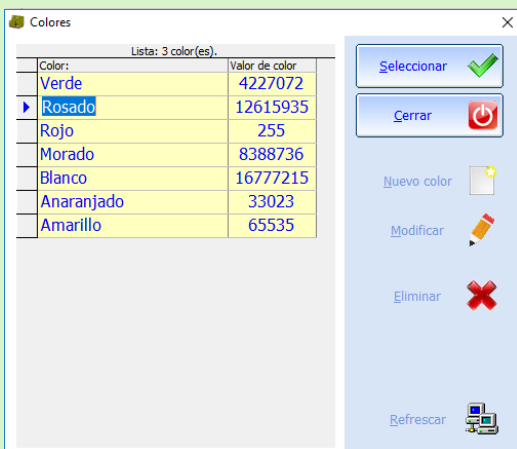 Colores
Lista: 3 color(es).
Color: Valor de color
Verde 4227072
Rosado 12615935
Rojo 255
Morado 8388736
Blanco 16777215
Anaranjado 33023
Amarillo 65535
Seleccionar
Cerrar
Nuevo color
Modificar
Eliminar
Refrescar